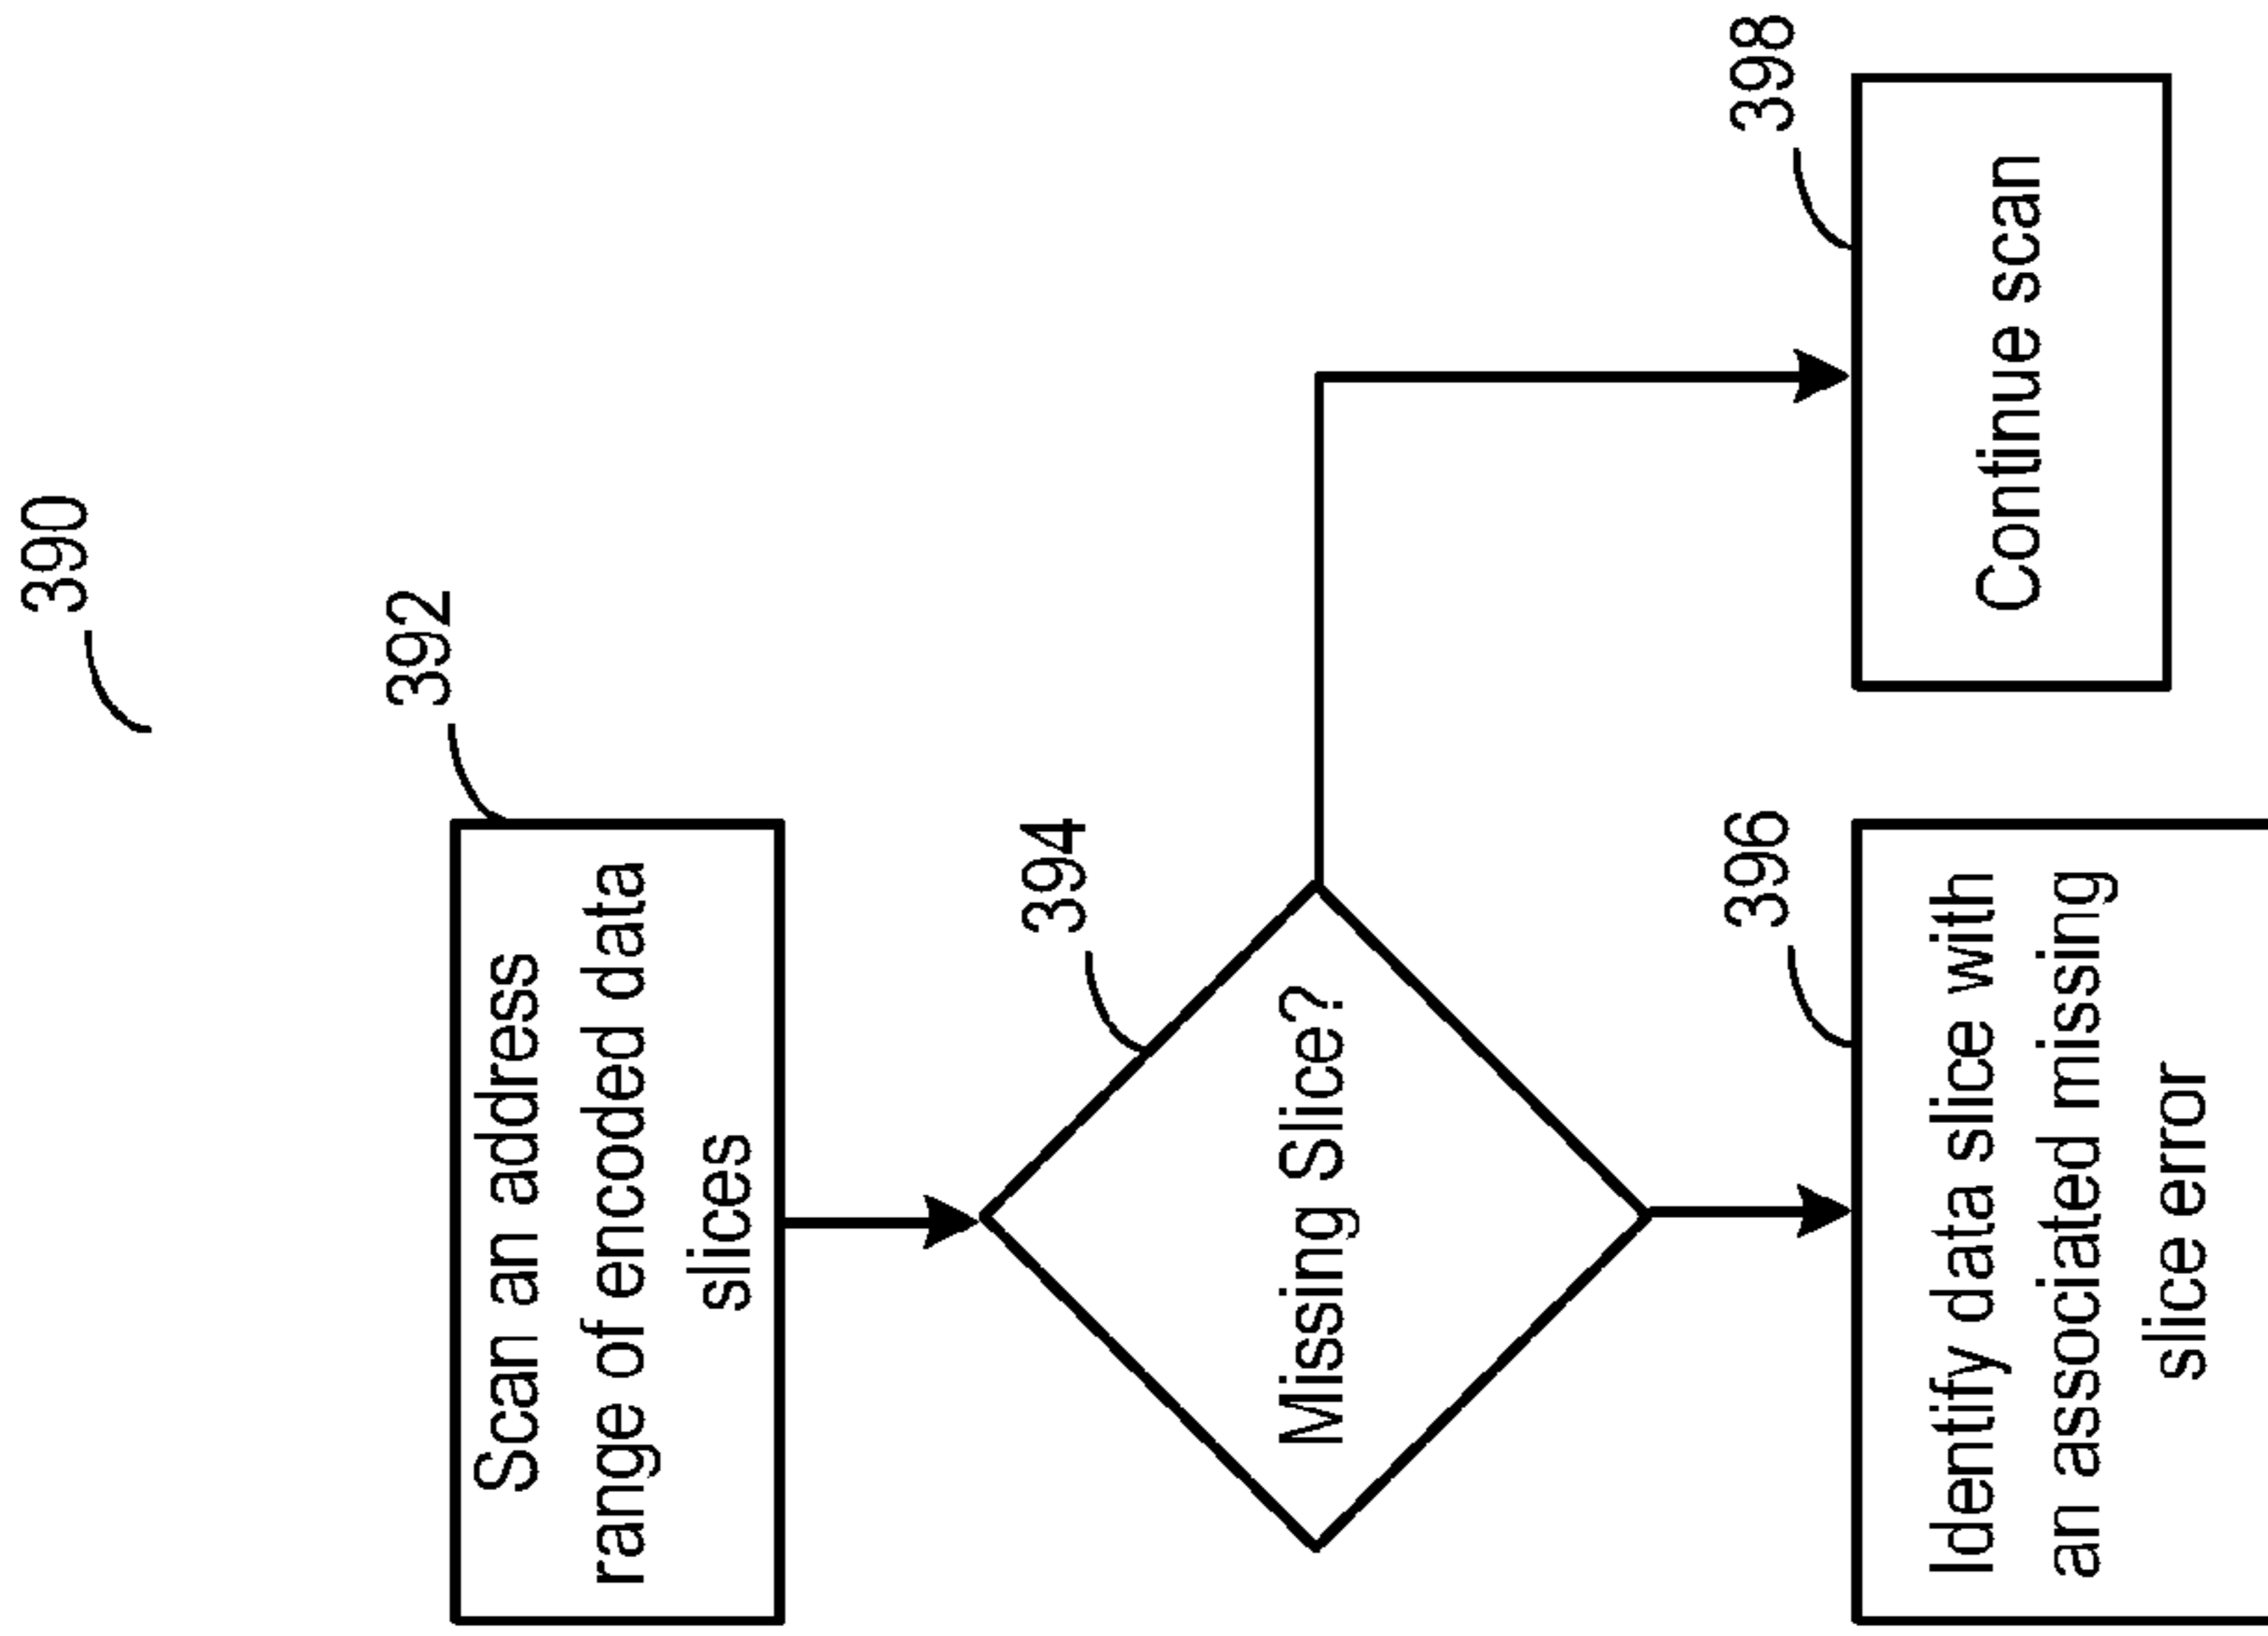 390
392
Scan an address
range of encoded data
slices
394
Missing Slice?
396
Identify data slice with
an associated missing
slice error
398
Continue scan